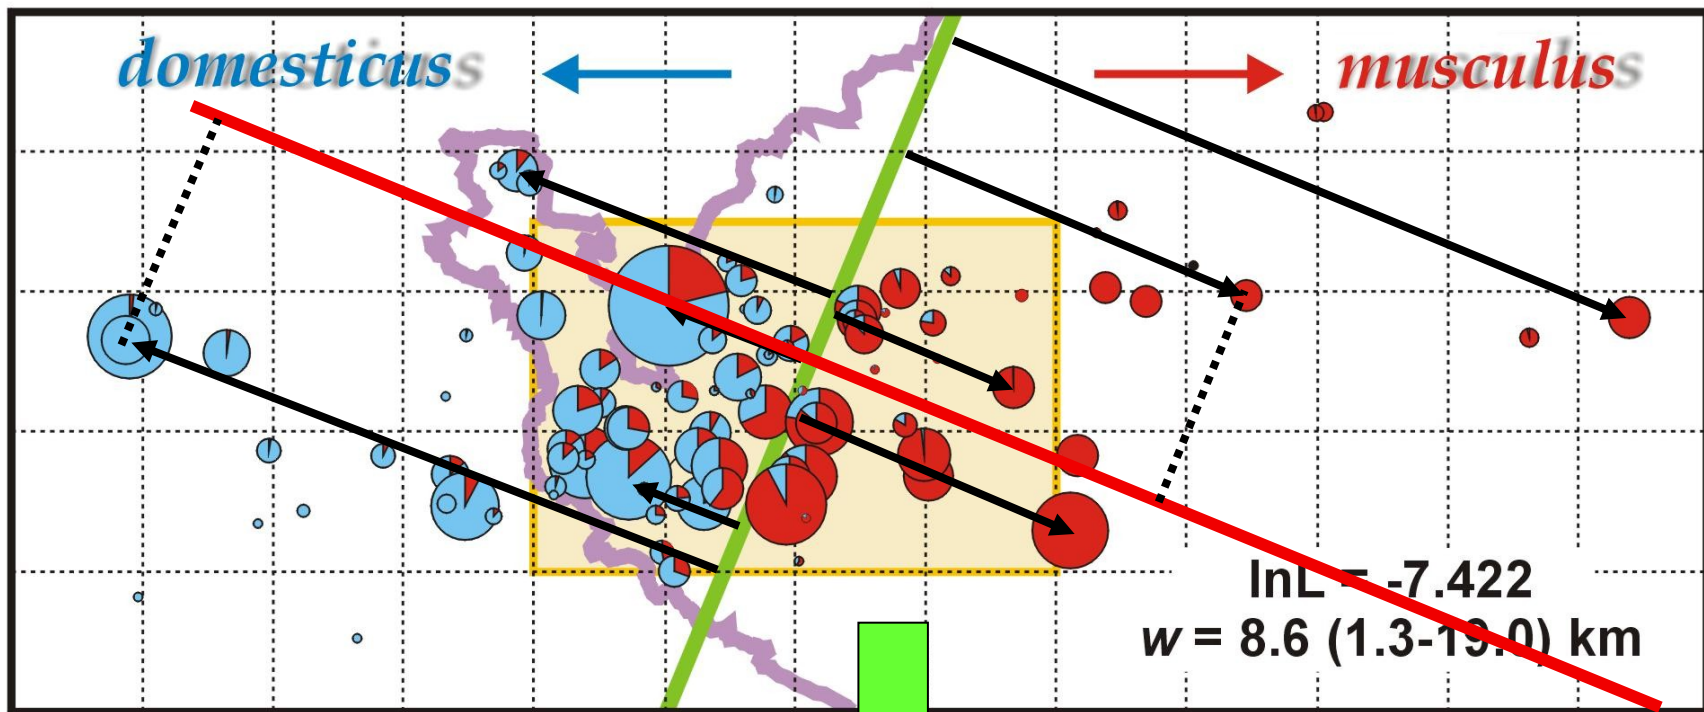 domesticus
musculus
lnL = -7.422
w = 8.6 (1.3-19.0) km